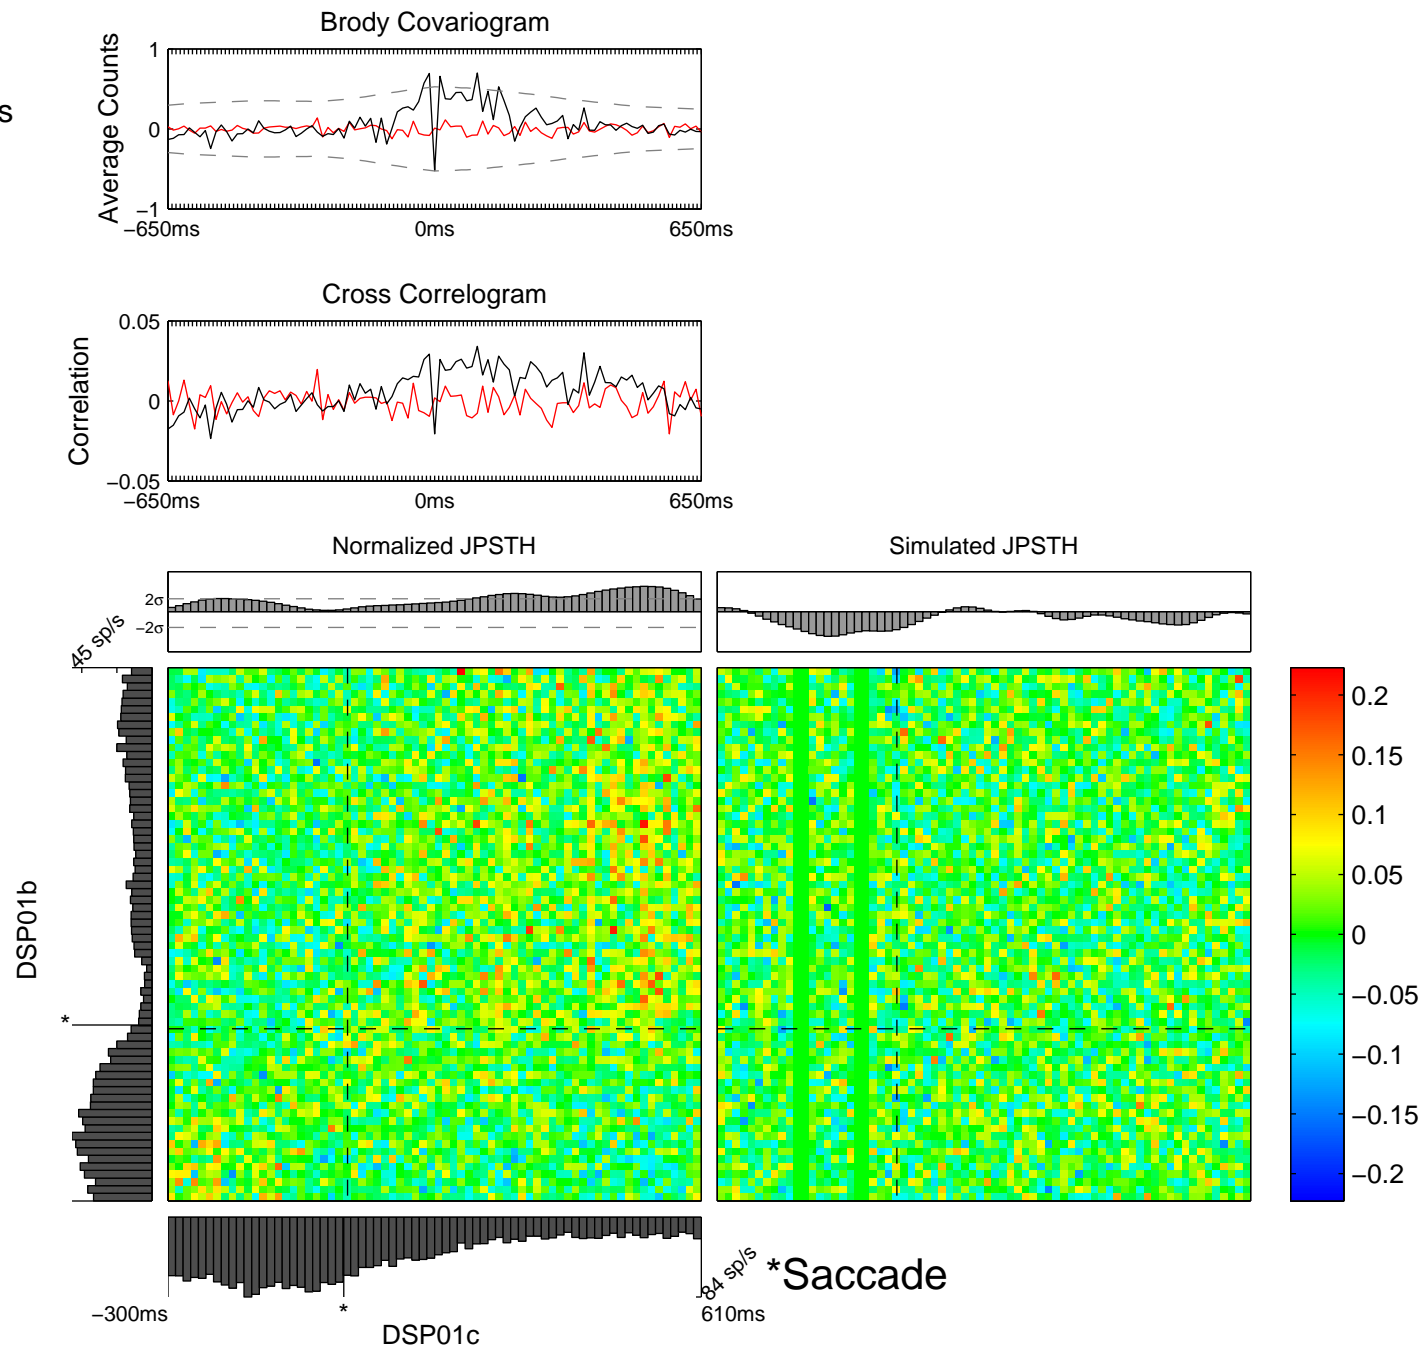 Brody Covariogram
s
Average Counts
1
0
−1
−650ms
0ms
650ms
Cross Correlogram
Correlation
0.05
0
−0.05
−650ms
0ms
650ms
Normalized JPSTH
Simulated JPSTH
2σ
−2σ
45 sp/s
DSP01b
*
0.2
0.15
0.1
0.05
0
−0.05
−0.1
−0.15
−0.2
84 sp/s
*Saccade
−300ms
*
610ms
DSP01c